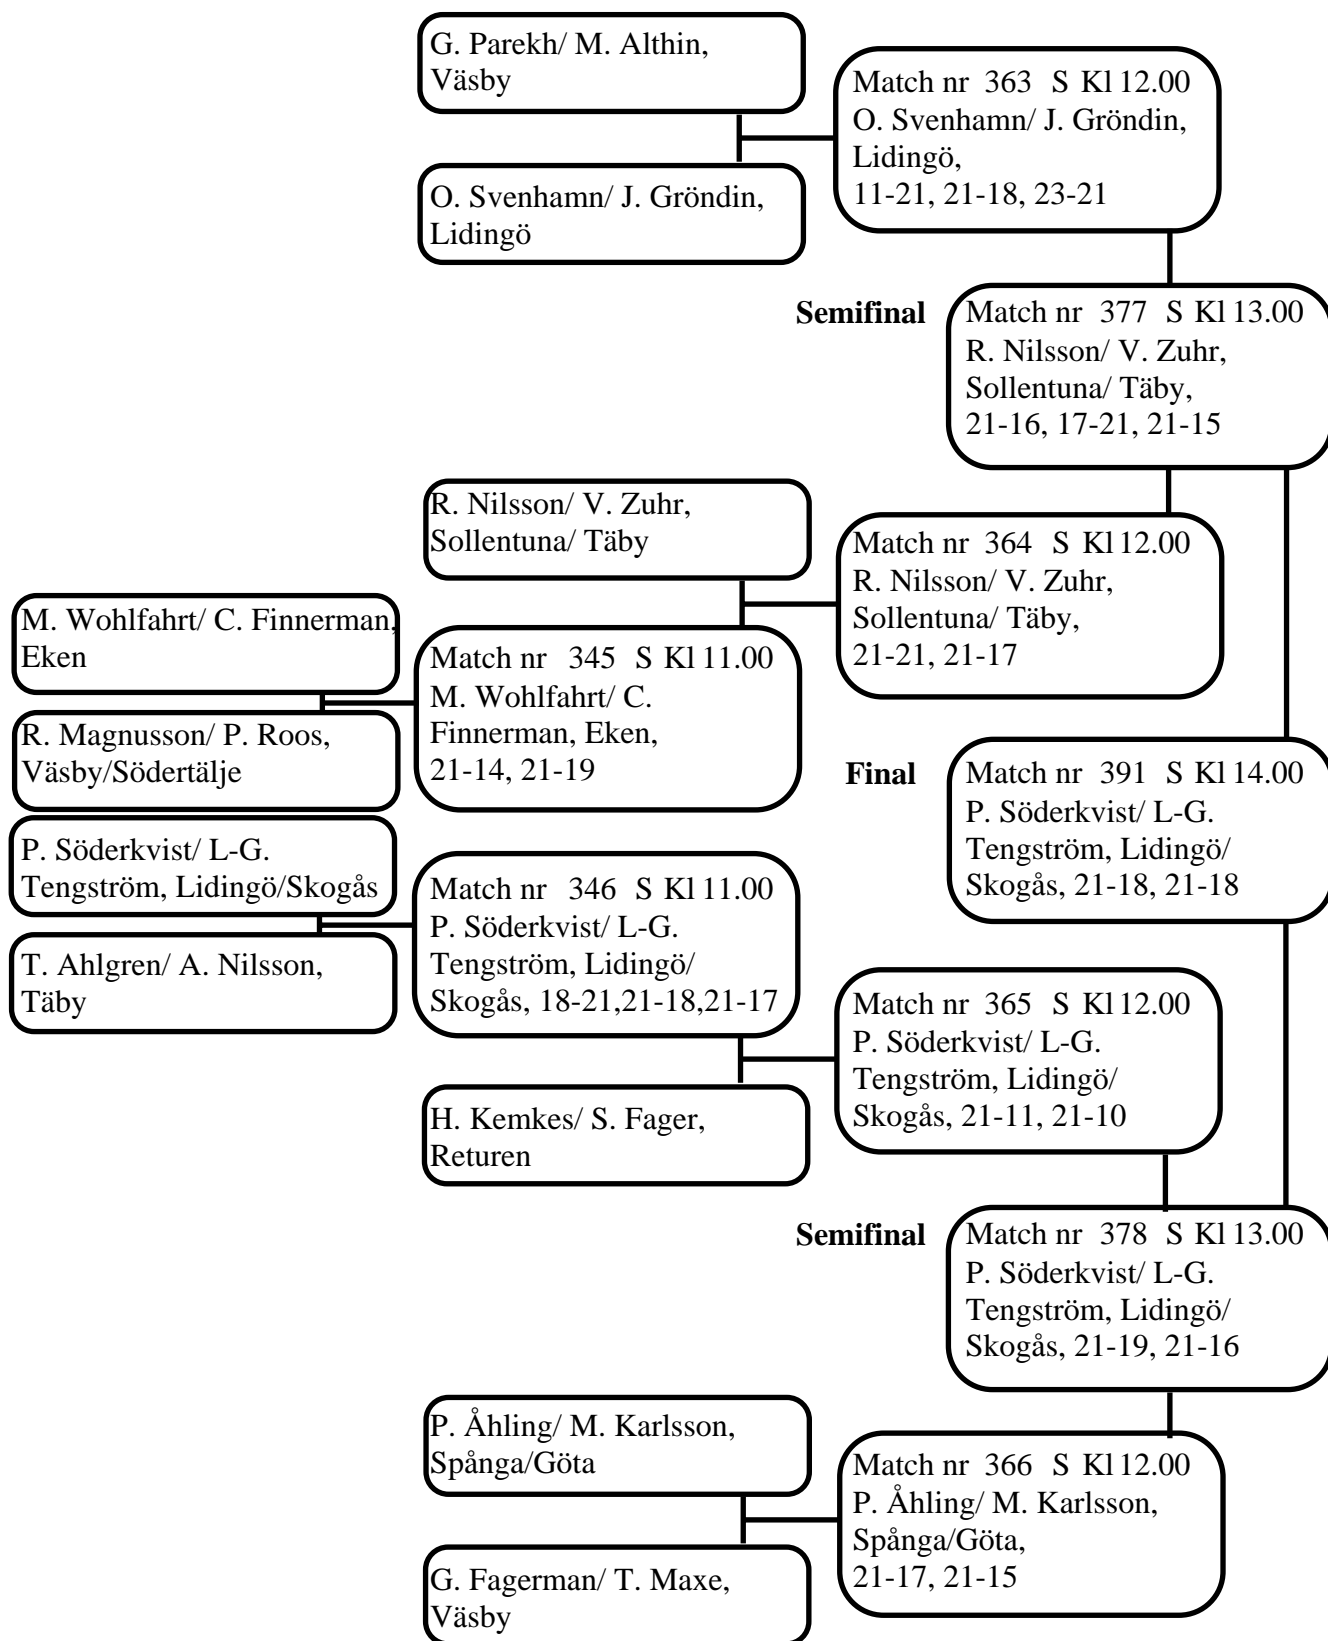 G. Parekh/ M. Althin,
Väsby
Match nr 363 S Kl 12.00
O. Svenhamn/ J. Gröndin,
Lidingö,
11-21, 21-18, 23-21
O. Svenhamn/ J. Gröndin,
Lidingö
Semifinal
Match nr 377 S Kl 13.00
R. Nilsson/ V. Zuhr,
Sollentuna/ Täby,
21-16, 17-21, 21-15
R. Nilsson/ V. Zuhr,
Sollentuna/ Täby
Match nr 364 S Kl 12.00
R. Nilsson/ V. Zuhr,
Sollentuna/ Täby,
21-21, 21-17
M. Wohlfahrt/ C. Finnerman,
Eken
Match nr 345 S Kl 11.00
M. Wohlfahrt/ C.
Finnerman, Eken,
21-14, 21-19
R. Magnusson/ P. Roos,
Väsby/Södertälje
Final
Match nr 391 S Kl 14.00
P. Söderkvist/ L-G.
Tengström, Lidingö/
Skogås, 21-18, 21-18
P. Söderkvist/ L-G.
Tengström, Lidingö/Skogås
Match nr 346 S Kl 11.00
P. Söderkvist/ L-G.
Tengström, Lidingö/
Skogås, 18-21,21-18,21-17
T. Ahlgren/ A. Nilsson,
Täby
Match nr 365 S Kl 12.00
P. Söderkvist/ L-G.
Tengström, Lidingö/
Skogås, 21-11, 21-10
H. Kemkes/ S. Fager,
Returen
Semifinal
Match nr 378 S Kl 13.00
P. Söderkvist/ L-G.
Tengström, Lidingö/
Skogås, 21-19, 21-16
P. Åhling/ M. Karlsson,
Spånga/Göta
Match nr 366 S Kl 12.00
P. Åhling/ M. Karlsson,
Spånga/Göta,
21-17, 21-15
G. Fagerman/ T. Maxe,
Väsby